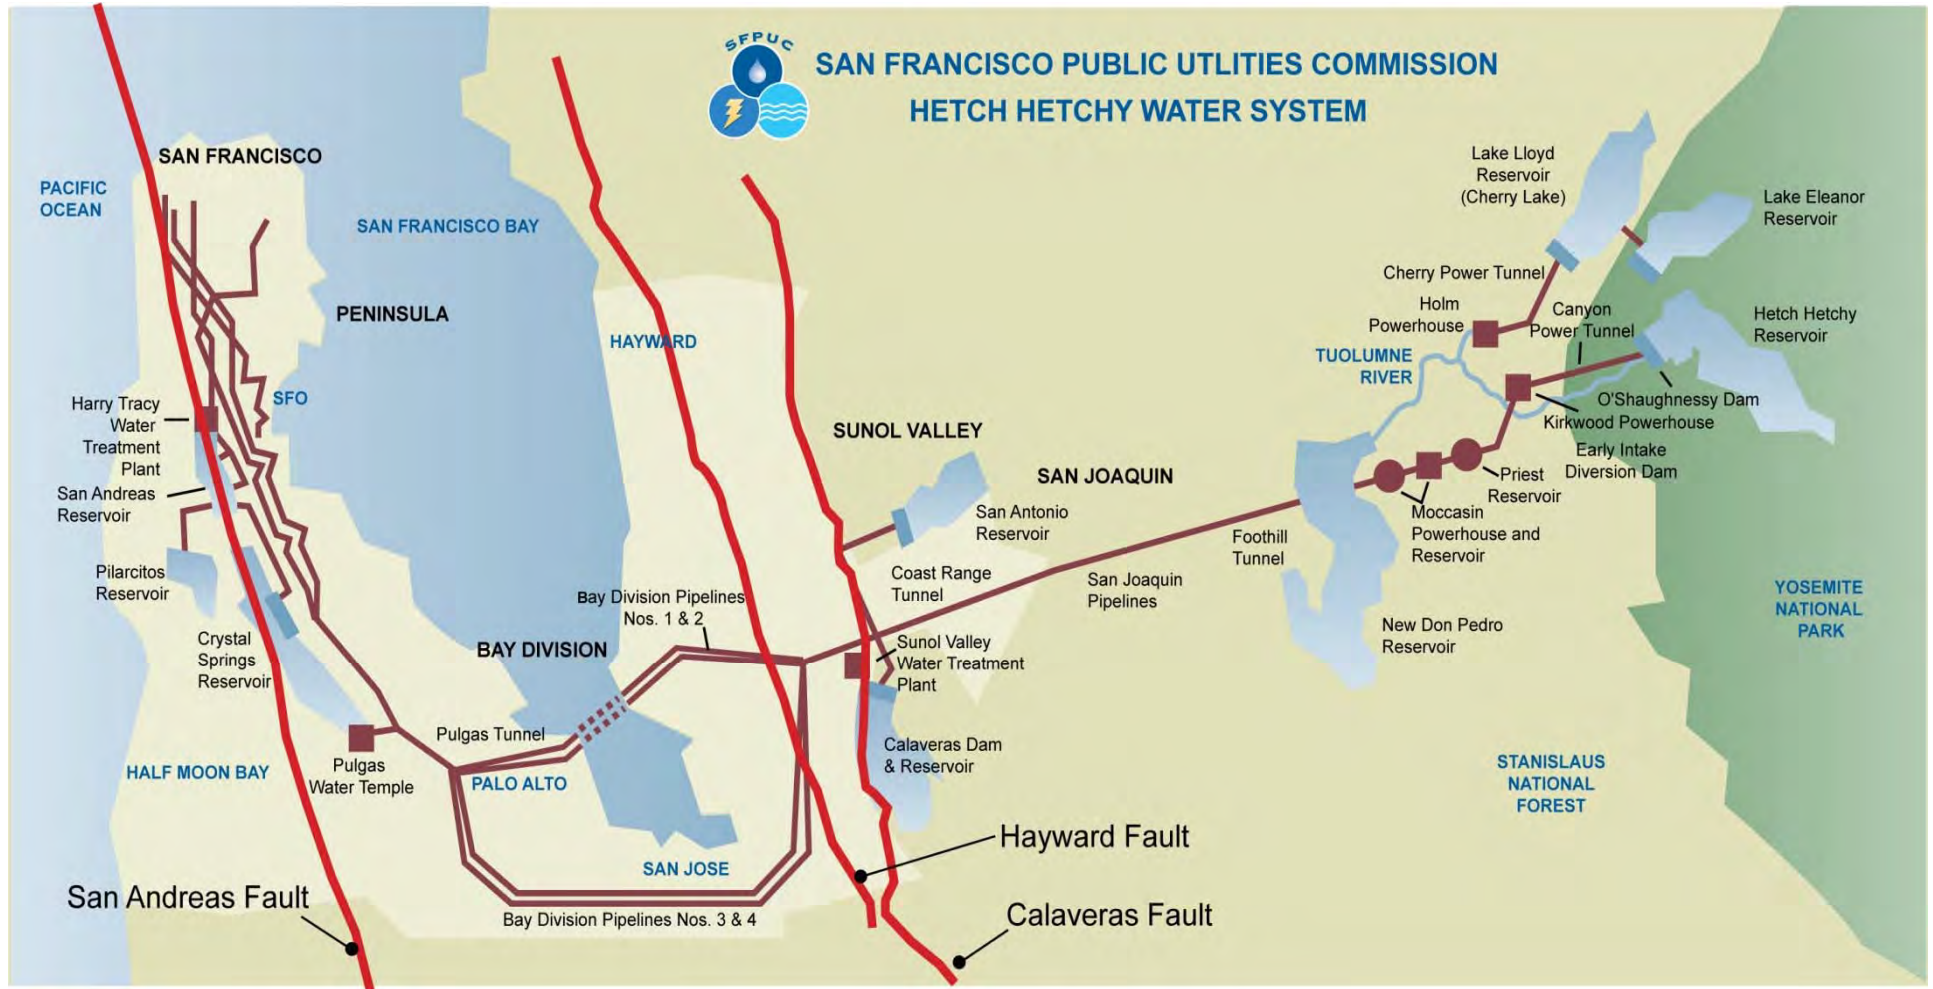 SFPUC
SAN FRANCISCO PUBLIC UTLITIES COMMISSION
HETCH HETCHY WATER SYSTEM
SAN FRANCISCO
PACIFIC
OCEAN
SAN FRANCISCO BAY
PENINSULA
HAYWARD
SFO
Harry Tracy
Water
Treatment
Plant
San Andreas
Reservoir
Pilarcitos
Reservoir
Crystal
Springs
Reservoir
HALF MOON BAY
Pulgas
Water Temple
Pulgas Tunnel
PALO ALTO
BAY DIVISION
Bay Division Pipelines
Nos. 1 & 2
SAN JOSE
Bay Division Pipelines Nos. 3 & 4
San Andreas Fault
Hayward Fault
Calaveras Fault
SUNOL VALLEY
SAN JOAQUIN
San Antonio
Reservoir
Coast Range
Tunnel
Sunol Valley
Water Treatment
Plant
Calaveras Dam
& Reservoir
San Joaquin
Pipelines
Foothill
Tunnel
New Don Pedro
Reservoir
Moccasin
Powerhouse and
Reservoir
Priest
Reservoir
Early Intake
Diversion Dam
Kirkwood Powerhouse
O'Shaughnessy Dam
TUOLUMNE
RIVER
Holm
Powerhouse
Canyon
Power Tunnel
Cherry Power Tunnel
Lake Lloyd
Reservoir
(Cherry Lake)
Lake Eleanor
Reservoir
Hetch Hetchy
Reservoir
YOSEMITE
NATIONAL
PARK
STANISLAUS
NATIONAL
FOREST